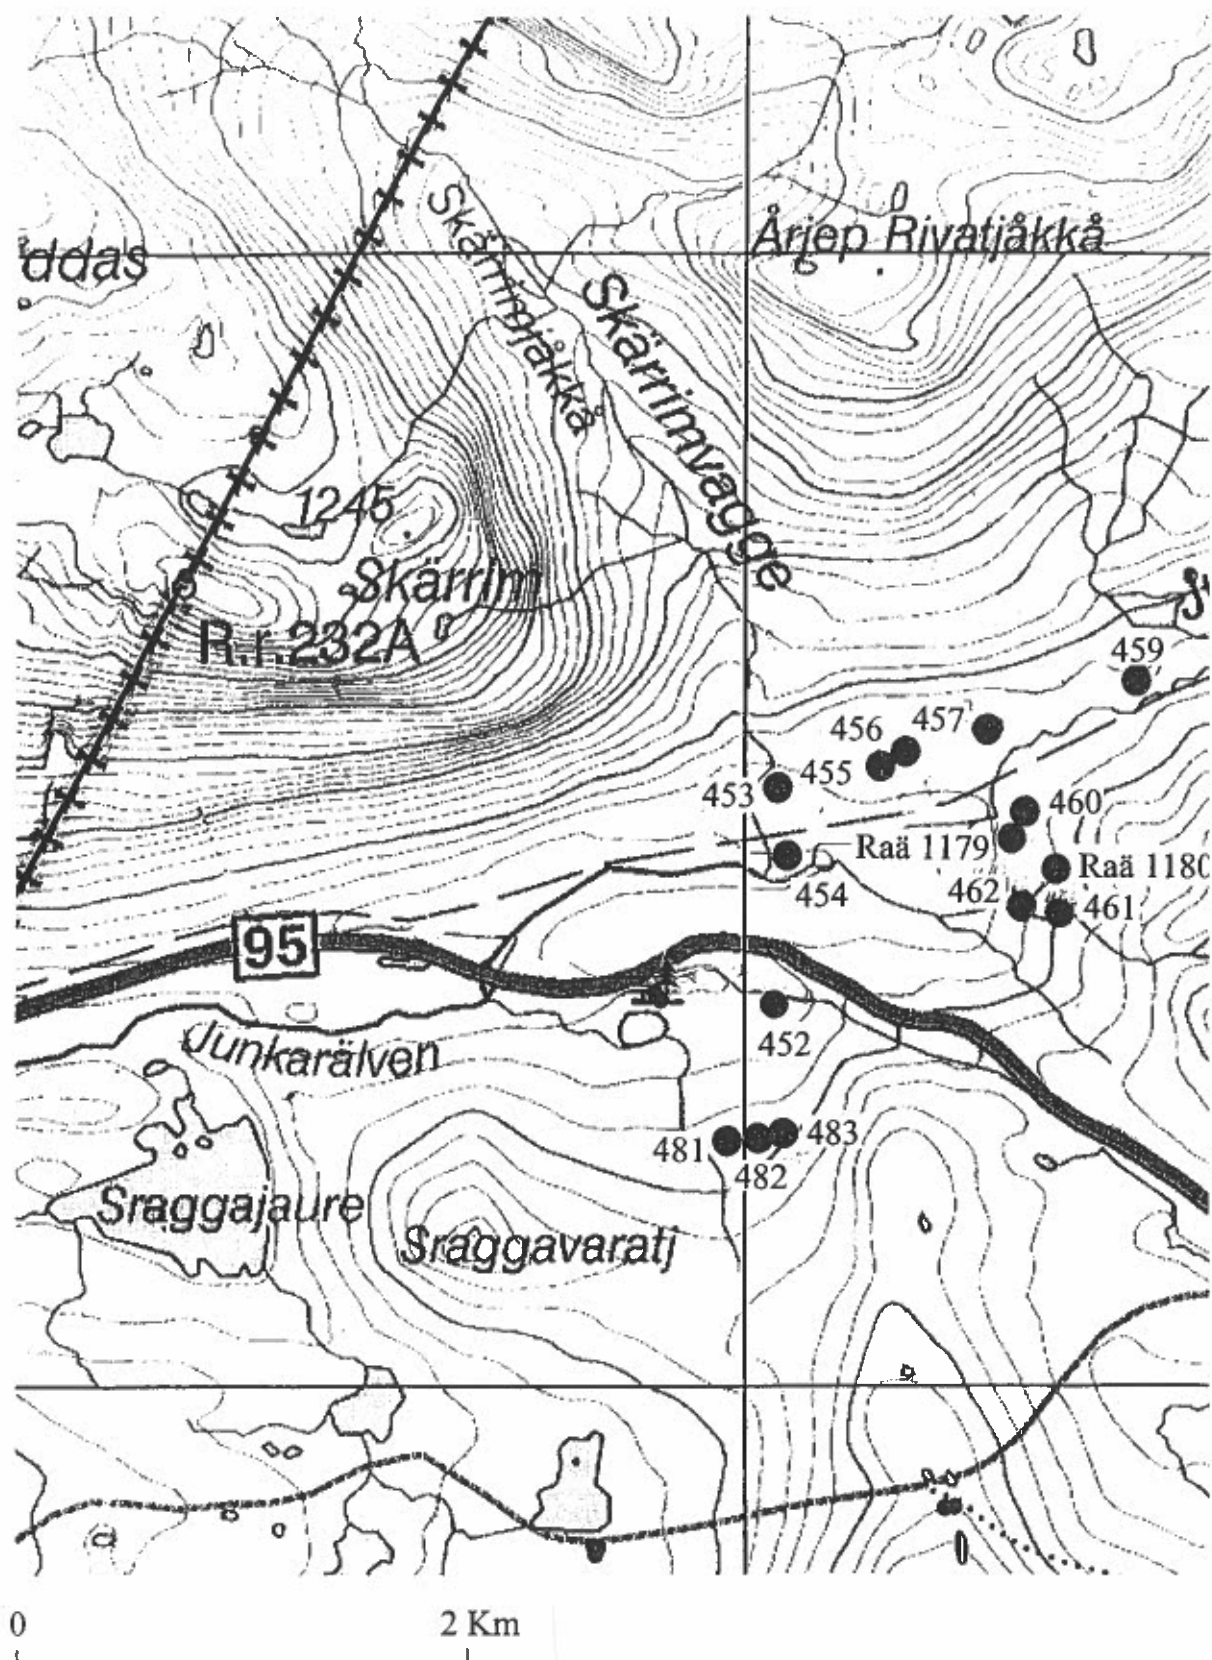 Skärrimjåkkå
Årjep Rivatjåkkå
ddas
Skärrimvagge
1245
Skärrim
R.r.232A
459
457
456
455
453
460
Raä 1179
454
Raä 1180
462
461
95
452
Junkarälven
481
483
482
Sraggajaure
Sraggavaratj
0
2 Km